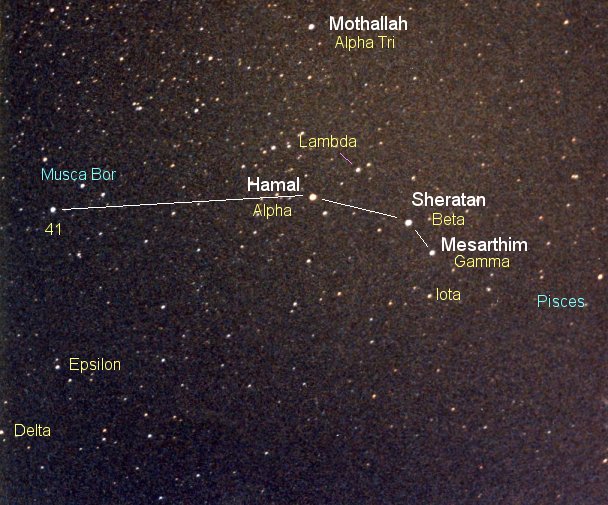 Mothallah
Alpha Tri
Lambda
Musca Bor
Hamal
Alpha
Sheratan
Beta
41
Mesarthim
Gamma
Iota
Pisces
Epsilon
Delta